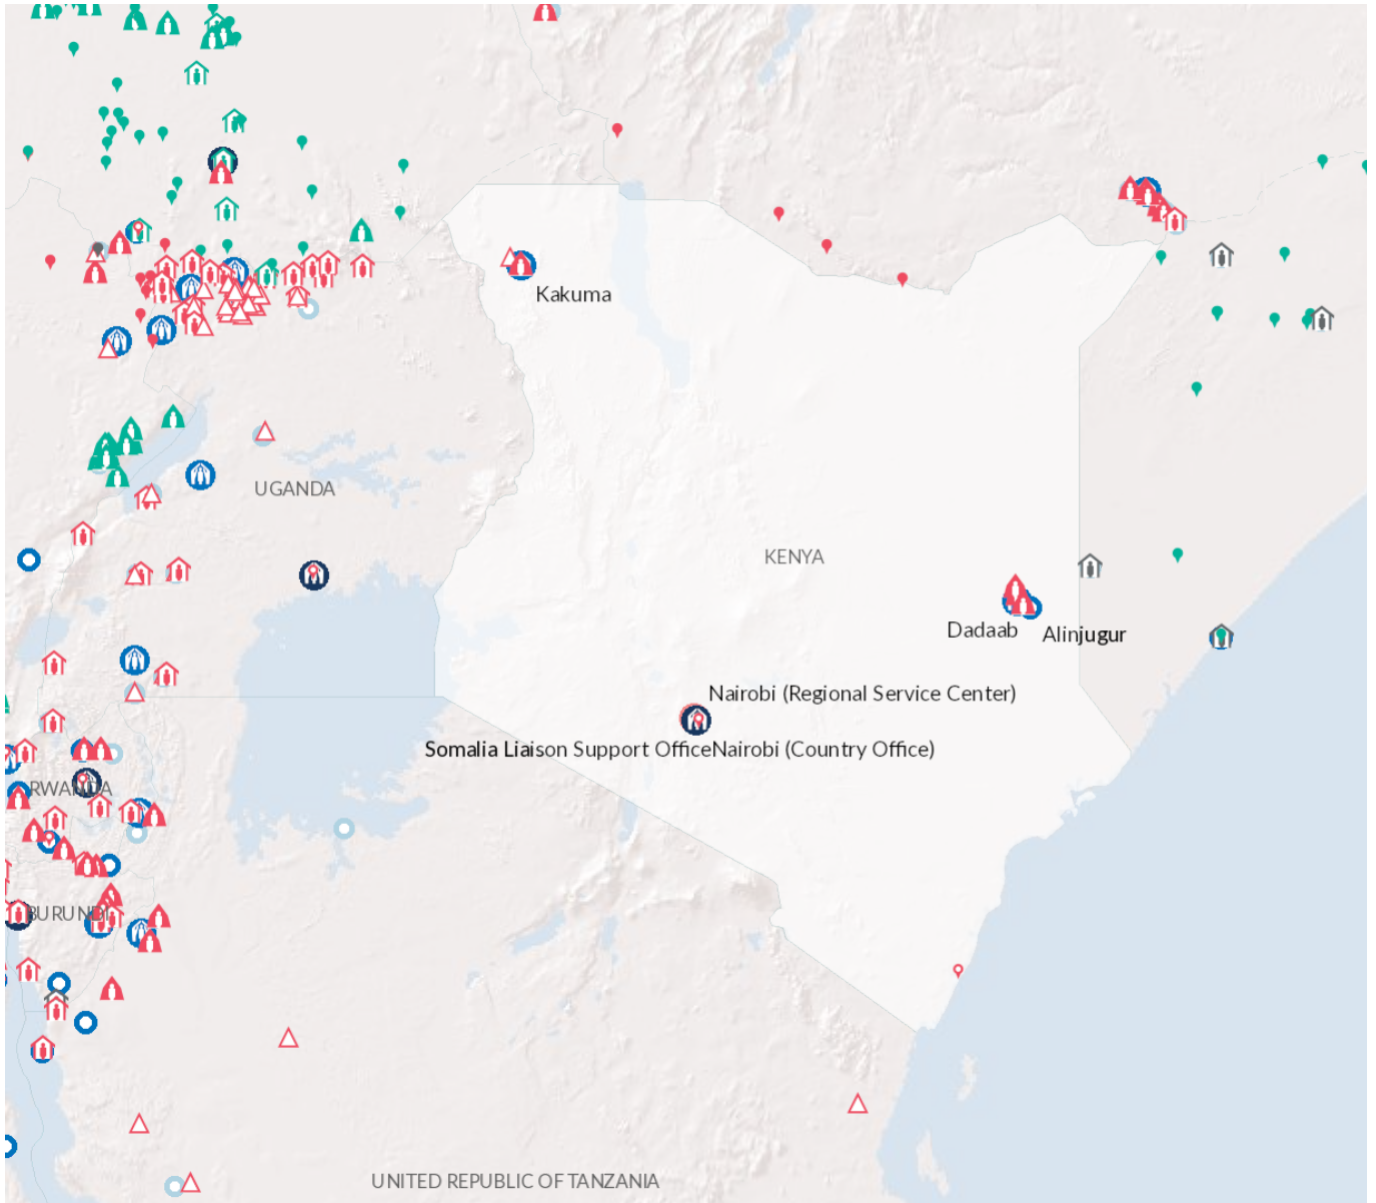 Kakuma
UGANDA
KENYA
Dadaab
Alinjugur
Nairobi (Regional Service Center)
Somalia Liaison Support OfficeNairobi (Country Office)
RWANDA
BURUNDI
UNITED REPUBLIC OF TANZANIA